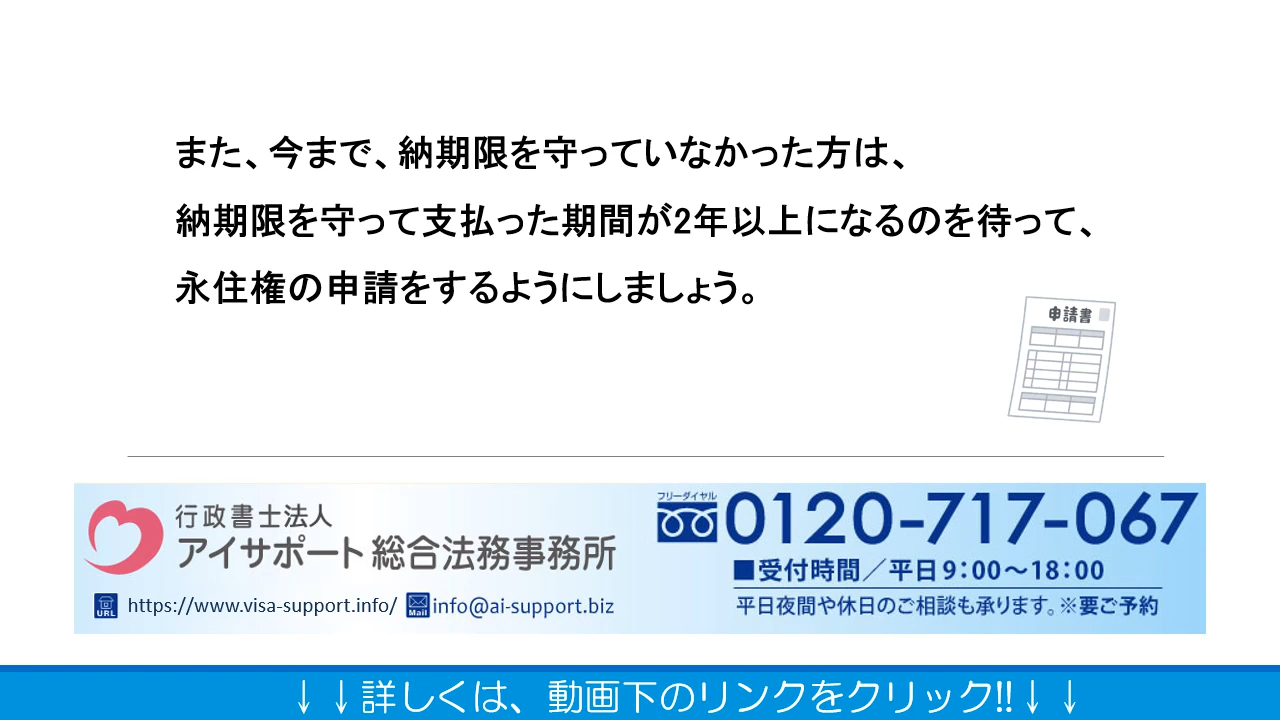 また、今まで、納期限を守っていなかった方は、
納期限を守って支払った期間が2年以上になるのを待って、
永住権の申請をするようにしましょう。
申請書
行政書士法人
アイサポート 総合法務事務所
URL https://www.visa-support.info/ Mail info@ai-support.biz
フリーダイヤル
0120-717-067
■受付時間／平日9:00～18:00
平日夜間や休日のご相談も承ります。※要ご予約
↓↓詳しくは、動画下のリンクをクリック!!↓↓